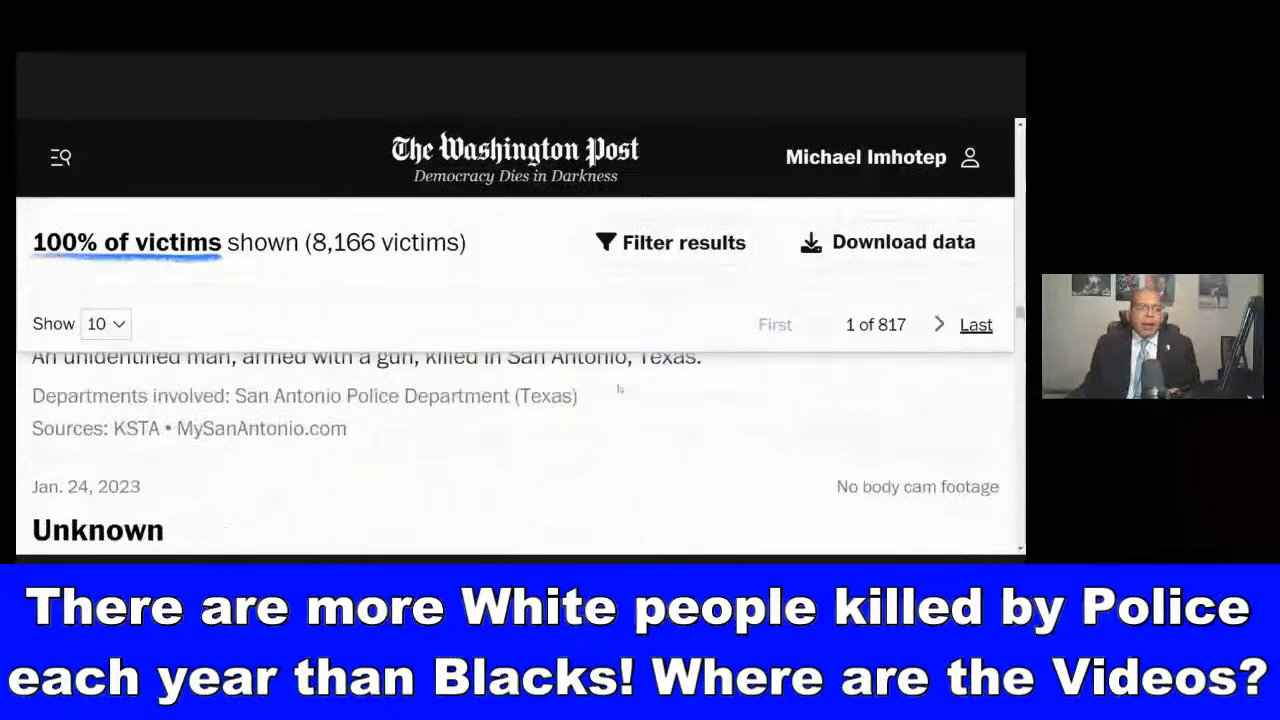 The Washington Post
Democracy Dies in Darkness
Michael Imhotep
100% of victims shown (8,166 victims)
Filter results
Download data
Show 10
First
1 of 817
Last
An unidentified man, armed with a gun, killed in San Antonio, Texas.
Departments involved: San Antonio Police Department (Texas)
Sources: KSTA • MySanAntonio.com
Jan. 24, 2023
No body cam footage
Unknown
There are more White people killed by Police
each year than Blacks! Where are the Videos?